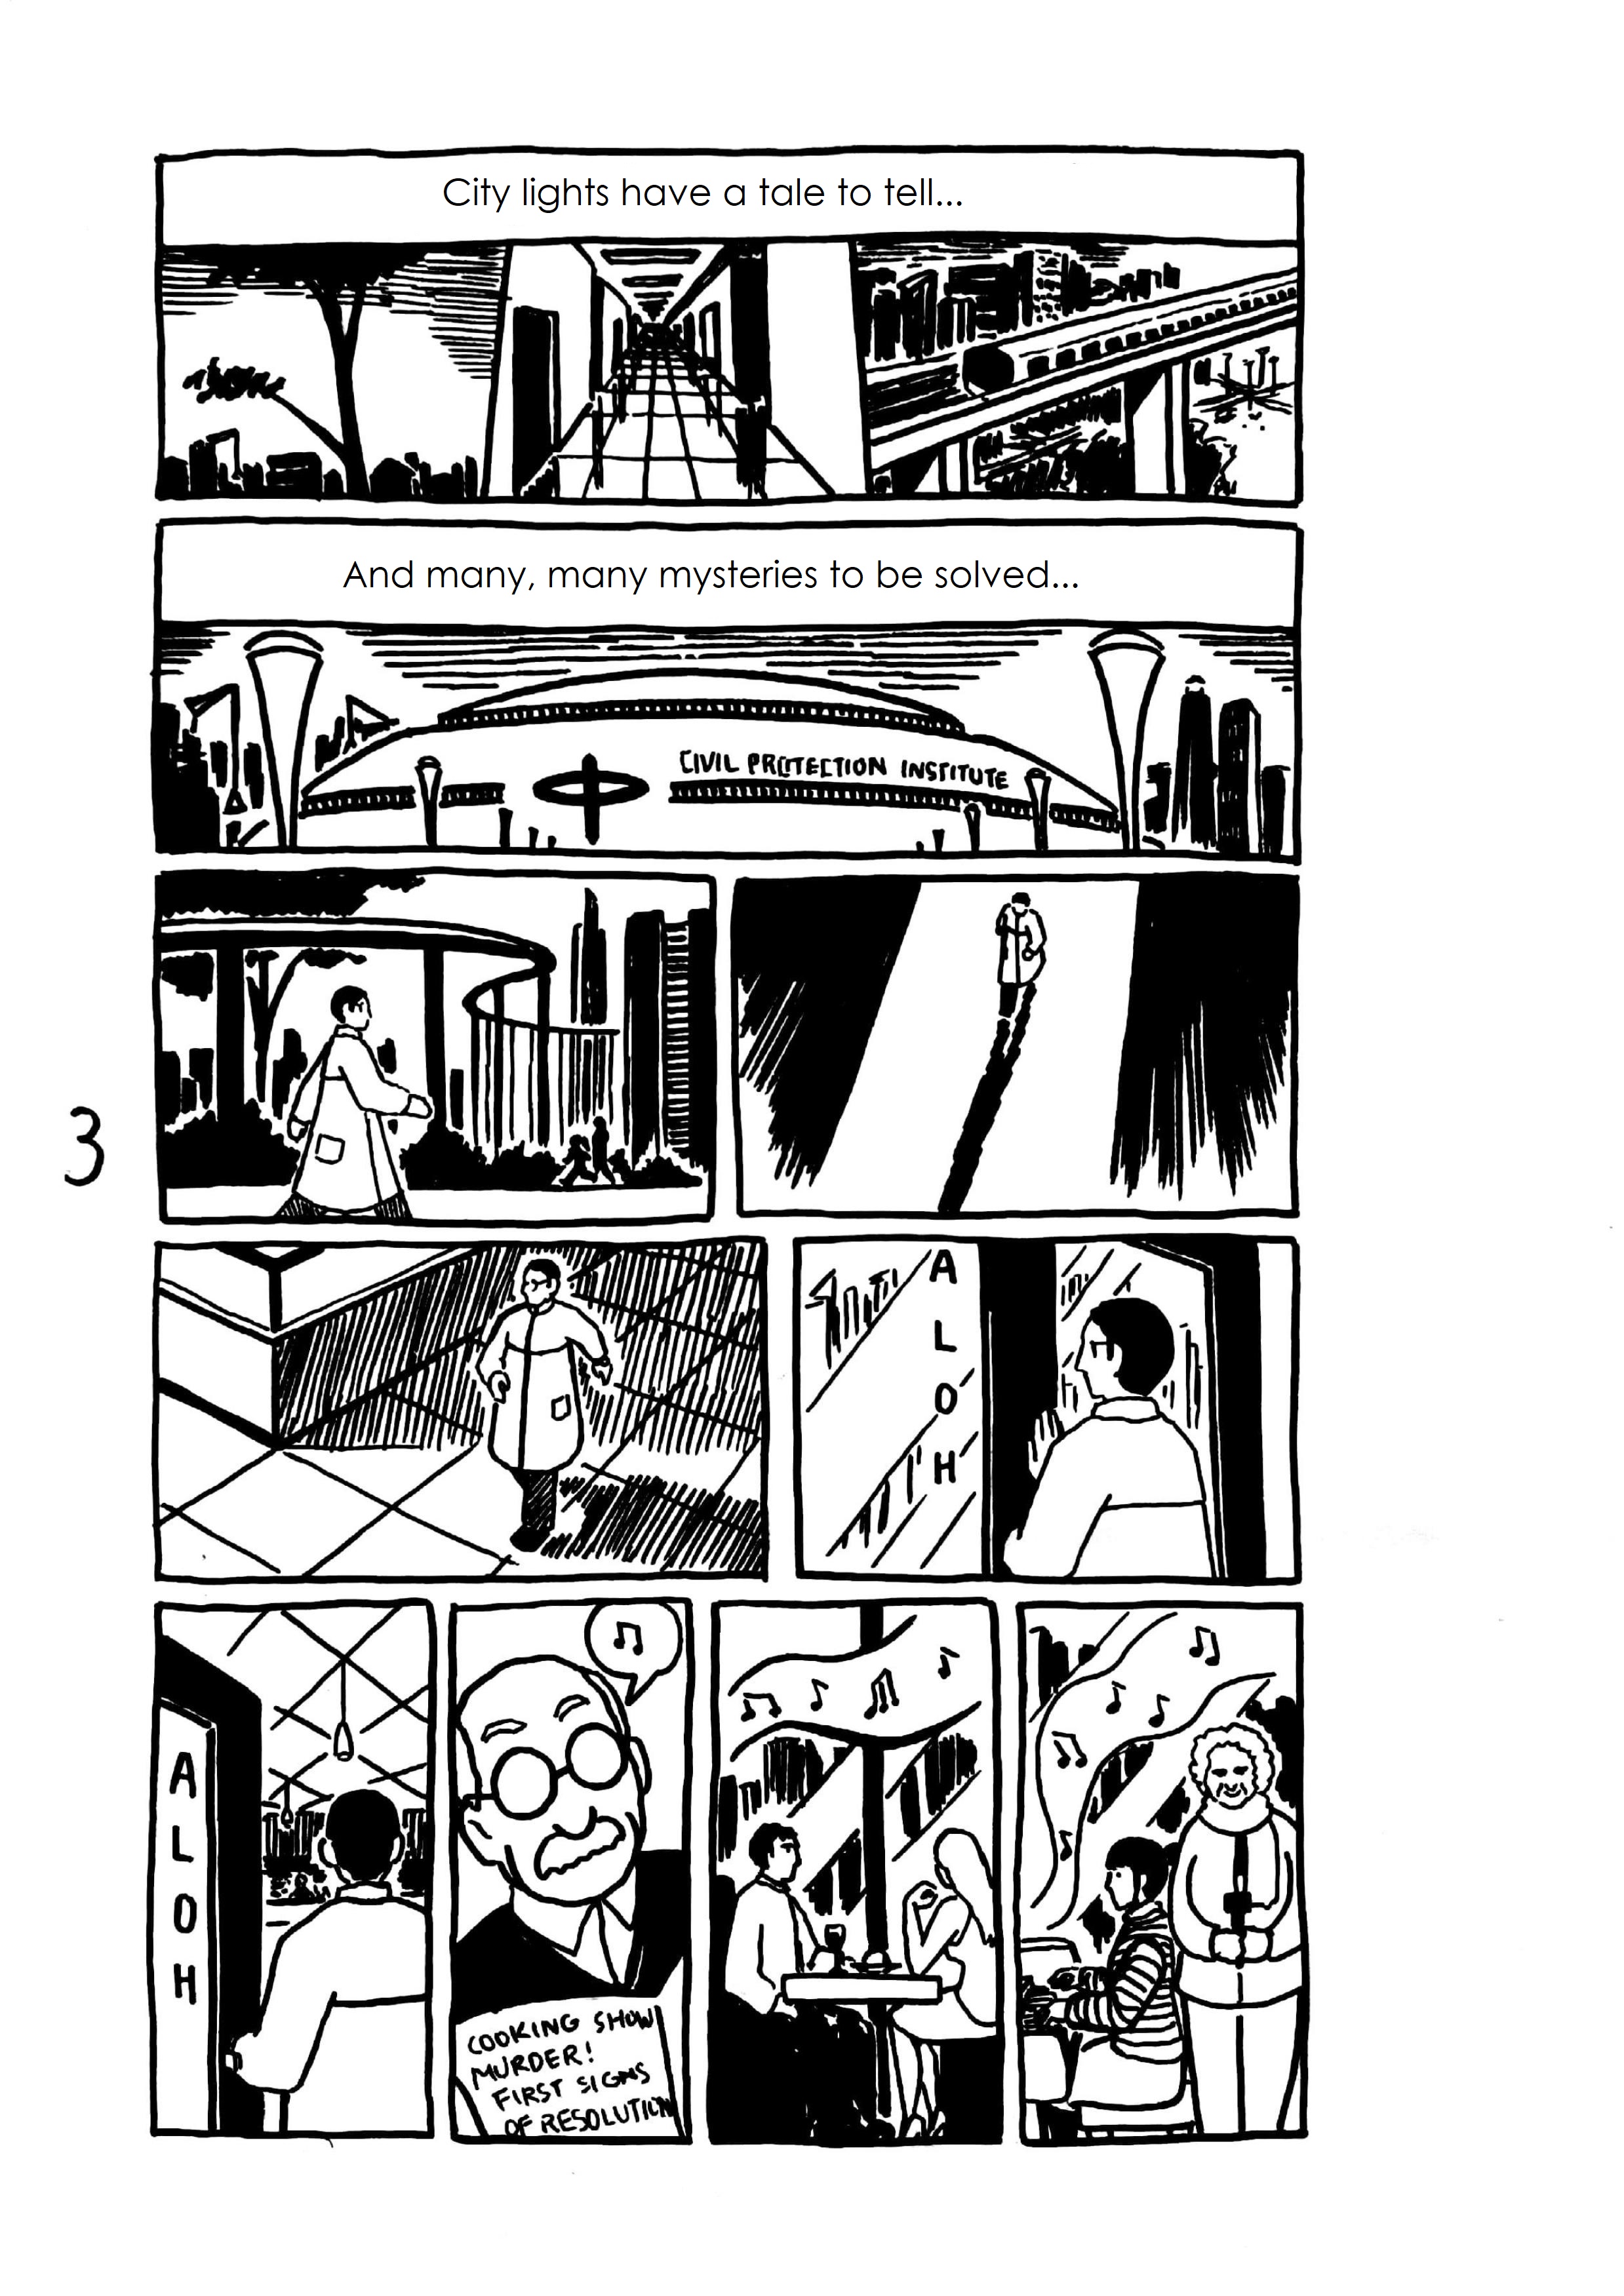 City lights have a tale to tell...
And many, many mysteries to be solved...
CIVIL PROTECTION INSTITUTE
3
A
L
O
H
A
L
O
H
COOKING SHOW
MURDER!
FIRST SIGNS
OF RESOLUTION